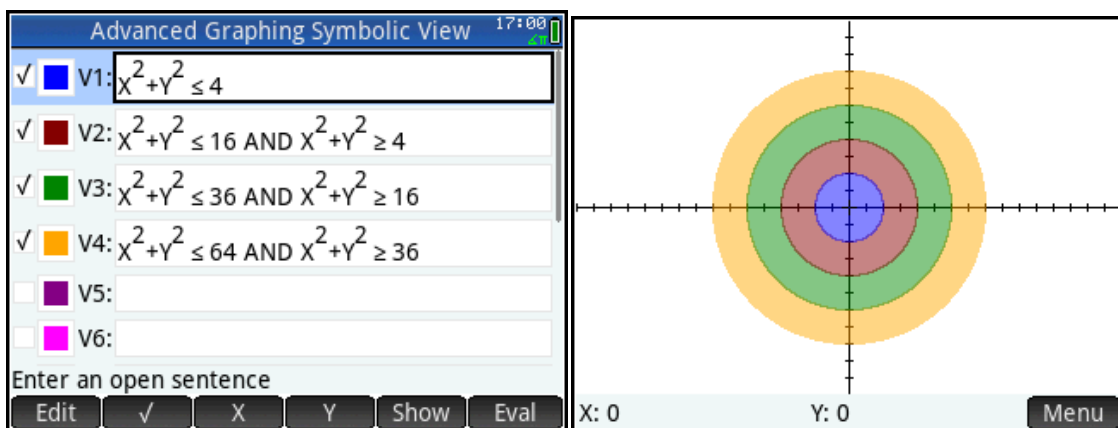 Advanced Graphing Symbolic View 17:00
∡π
√ V1: X²+Y² ≤ 4
√ V2: X²+Y² ≤ 16 AND X²+Y² ≥ 4
√ V3: X²+Y² ≤ 36 AND X²+Y² ≥ 16
√ V4: X²+Y² ≤ 64 AND X²+Y² ≥ 36
V5:
V6:
Enter an open sentence
Edit √ X Y Show Eval
X: 0 Y: 0 Menu